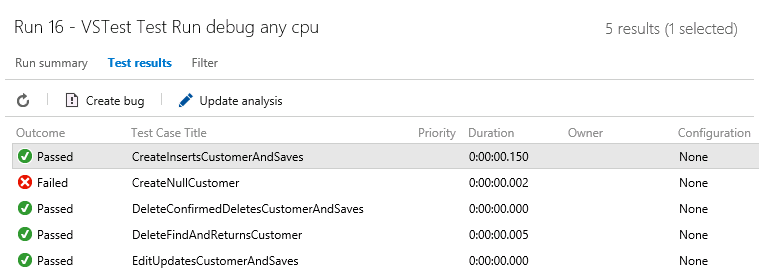 Run 16 - VSTest Test Run debug any cpu 5 results (1 selected)
Run summary Test results Filter
Create bug Update analysis
Outcome Test Case Title Priority Duration Owner Configuration
Passed CreateInsertsCustomerAndSaves 0:00:00.150 None
Failed CreateNullCustomer 0:00:00.002 None
Passed DeleteConfirmedDeletesCustomerAndSaves 0:00:00.000 None
Passed DeleteFindAndReturnsCustomer 0:00:00.005 None
Passed EditUpdatesCustomerAndSaves 0:00:00.000 None